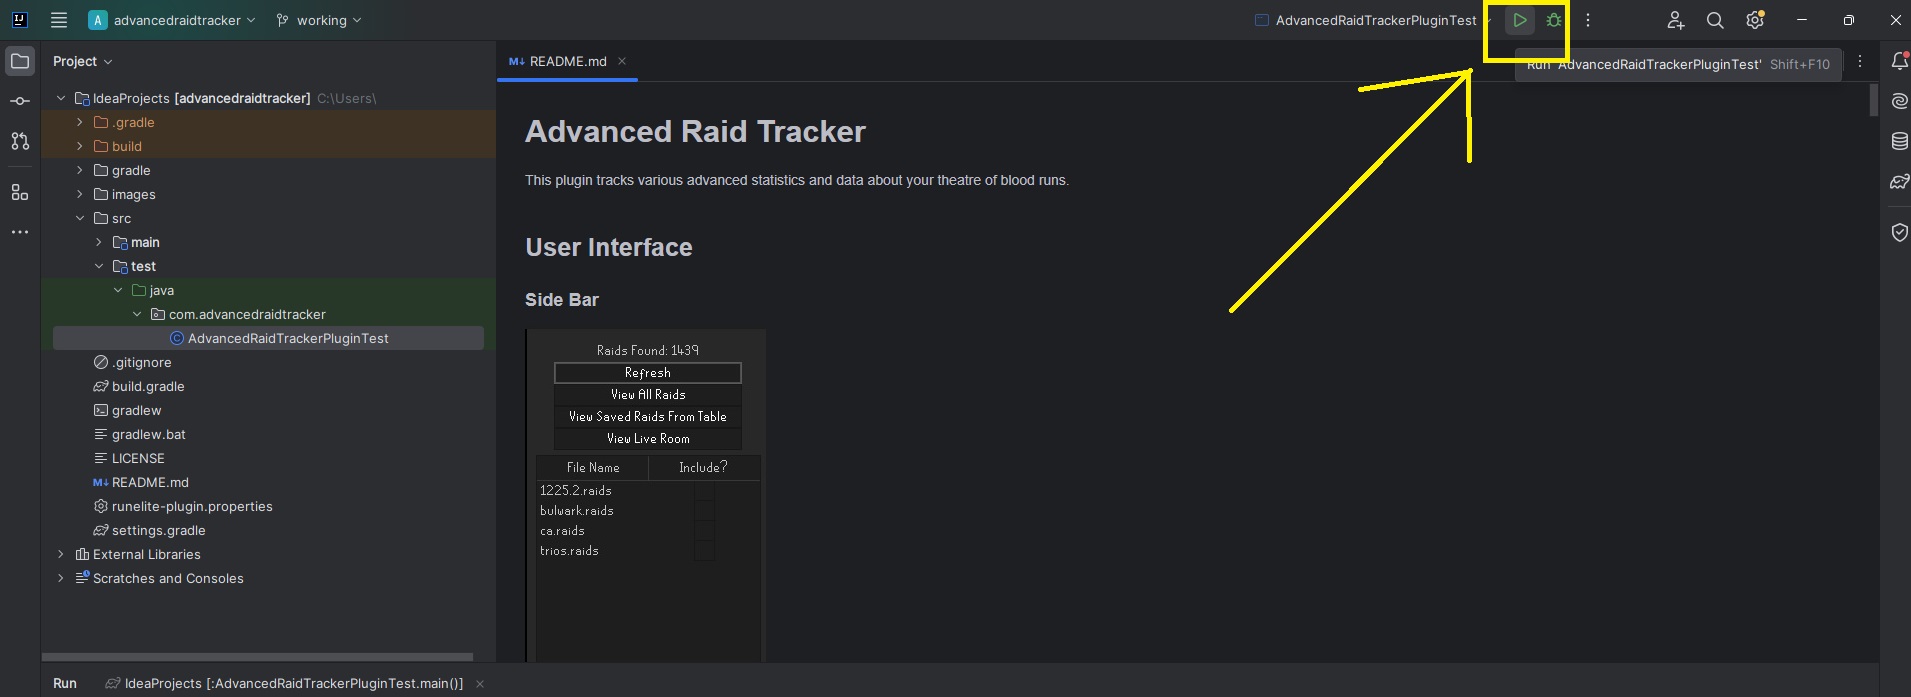 IJ
A advancedraidtracker
working
AdvancedRaidTrackerPluginTest
Project
README.md
Run 'AdvancedRaidTrackerPluginTest' Shift+F10
IdeaProjects [advancedraidtracker] C:\Users\
.gradle
build
gradle
images
src
main
test
java
com.advancedraidtracker
AdvancedRaidTrackerPluginTest
.gitignore
build.gradle
gradlew
gradlew.bat
LICENSE
README.md
runelite-plugin.properties
settings.gradle
External Libraries
Scratches and Consoles
Advanced Raid Tracker
This plugin tracks various advanced statistics and data about your theatre of blood runs.
User Interface
Side Bar
Raids Found: 1439
Refresh
View All Raids
View Saved Raids From Table
View Live Room
File Name Include?
1225.2.raids
bulwark.raids
ca.raids
trios.raids
Run IdeaProjects [:AdvancedRaidTrackerPluginTest.main()]